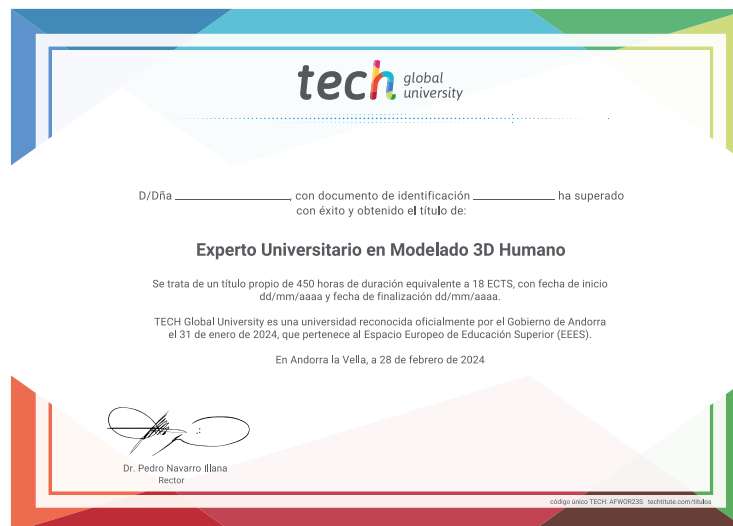 tech global university
D/Dña ____________________, con documento de identificación ______________ ha superado
con éxito y obtenido el título de:
Experto Universitario en Modelado 3D Humano
Se trata de un título propio de 450 horas de duración equivalente a 18 ECTS, con fecha de inicio
dd/mm/aaaa y fecha de finalización dd/mm/aaaa.
TECH Global University es una universidad reconocida oficialmente por el Gobierno de Andorra
el 31 de enero de 2024, que pertenece al Espacio Europeo de Educación Superior (EEES).
En Andorra la Vella, a 28 de febrero de 2024
Dr. Pedro Navarro Illana
Rector
código único TECH: AFWOR23S techtitute.com/titulos